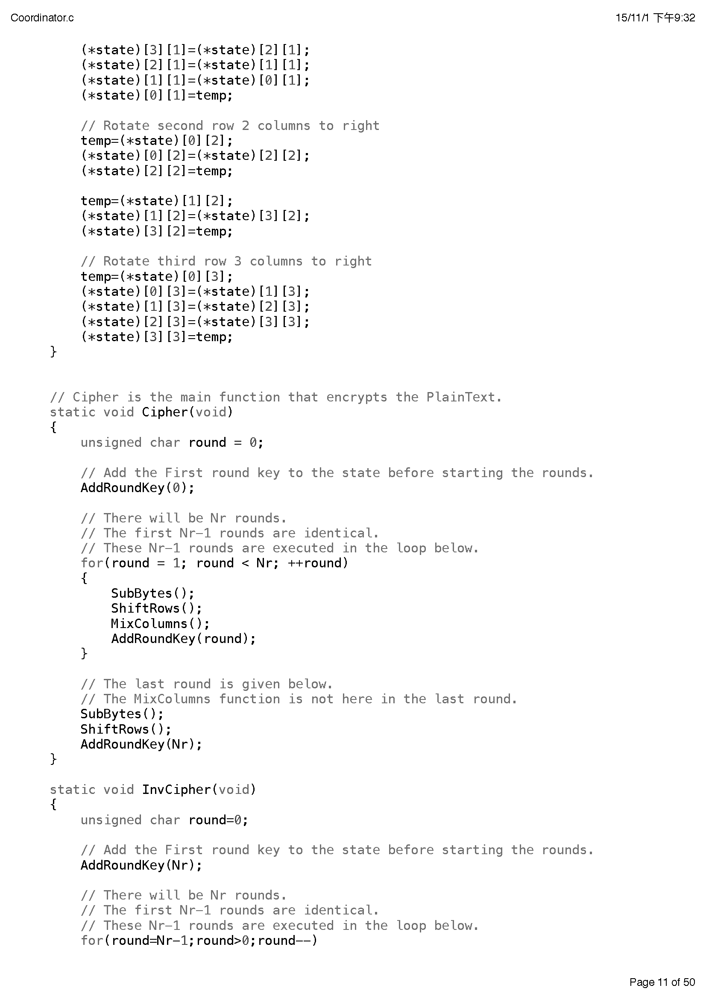 Coordinator.c 15/11/1 下午9:32
(*state)[3][1]=(*state)[2][1];
(*state)[2][1]=(*state)[1][1];
(*state)[1][1]=(*state)[0][1];
(*state)[0][1]=temp;
// Rotate second row 2 columns to right
temp=(*state)[0][2];
(*state)[0][2]=(*state)[2][2];
(*state)[2][2]=temp;
temp=(*state)[1][2];
(*state)[1][2]=(*state)[3][2];
(*state)[3][2]=temp;
// Rotate third row 3 columns to right
temp=(*state)[0][3];
(*state)[0][3]=(*state)[1][3];
(*state)[1][3]=(*state)[2][3];
(*state)[2][3]=(*state)[3][3];
(*state)[3][3]=temp;
}
// Cipher is the main function that encrypts the PlainText.
static void Cipher(void)
{
unsigned char round = 0;
// Add the First round key to the state before starting the rounds.
AddRoundKey(0);
// There will be Nr rounds.
// The first Nr-1 rounds are identical.
// These Nr-1 rounds are executed in the loop below.
for(round = 1; round < Nr; ++round)
{
SubBytes();
ShiftRows();
MixColumns();
AddRoundKey(round);
}
// The last round is given below.
// The MixColumns function is not here in the last round.
SubBytes();
ShiftRows();
AddRoundKey(Nr);
}
static void InvCipher(void)
{
unsigned char round=0;
// Add the First round key to the state before starting the rounds.
AddRoundKey(Nr);
// There will be Nr rounds.
// The first Nr-1 rounds are identical.
// These Nr-1 rounds are executed in the loop below.
for(round=Nr-1;round>0;round--)
Page 11 of 50